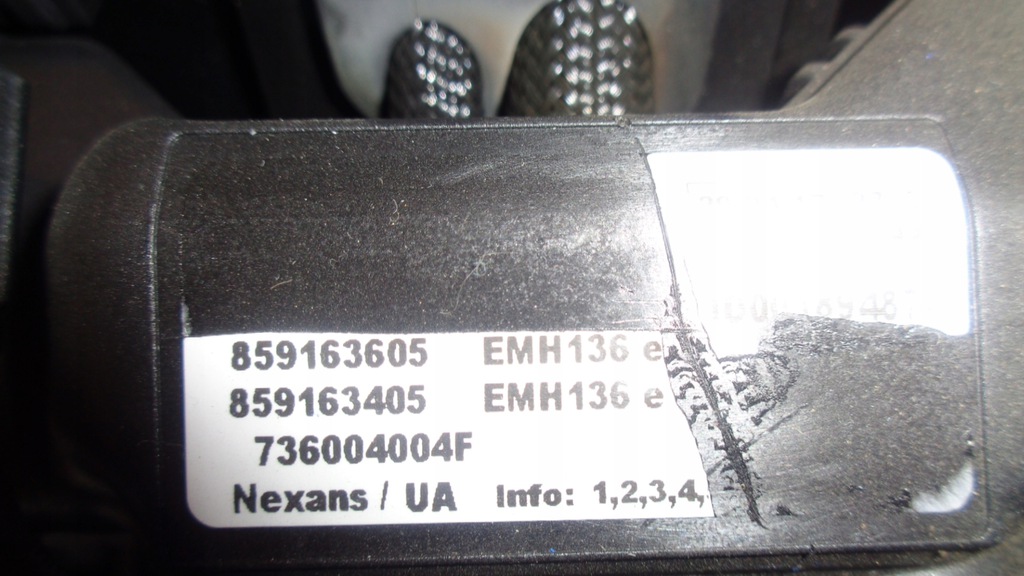 859163605 EMH136 e
859163405 EMH136 e
736004004F
Nexans / UA Info: 1,2,3,4,